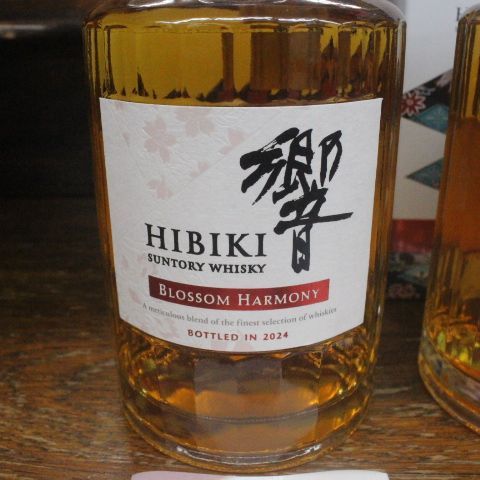 響
HIBIKI
SUNTORY WHISKY
BLOSSOM HARMONY
A meticulous blend of the finest selection of whiskies
BOTTLED IN 2024